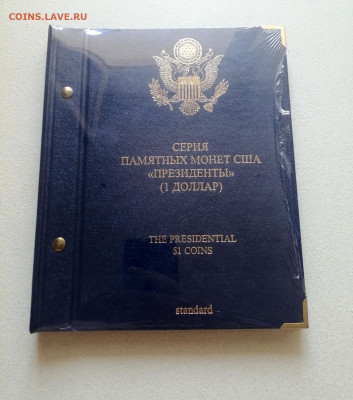 COINS.LAVE.RU
СЕРИЯ
ПАМЯТНЫХ МОНЕТ США
«ПРЕЗИДЕНТЫ»
(1 ДОЛЛАР)
THE PRESIDENTIAL
$1 COINS
standard